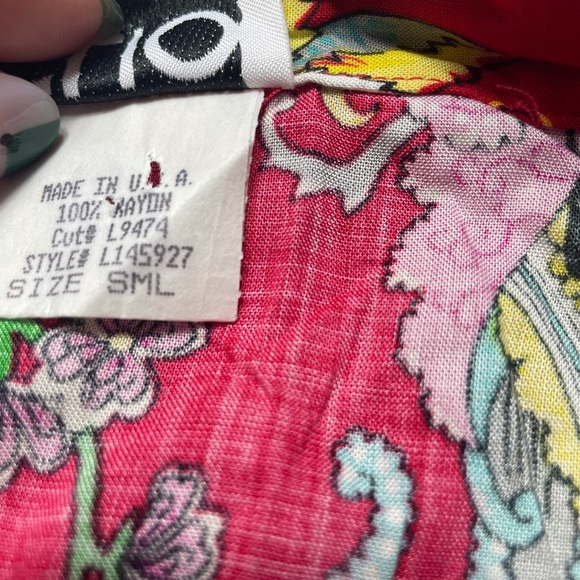 MADE IN U.S.A.
100% RAYON
Cut# L9474
STYLE# L145927
SIZE SML